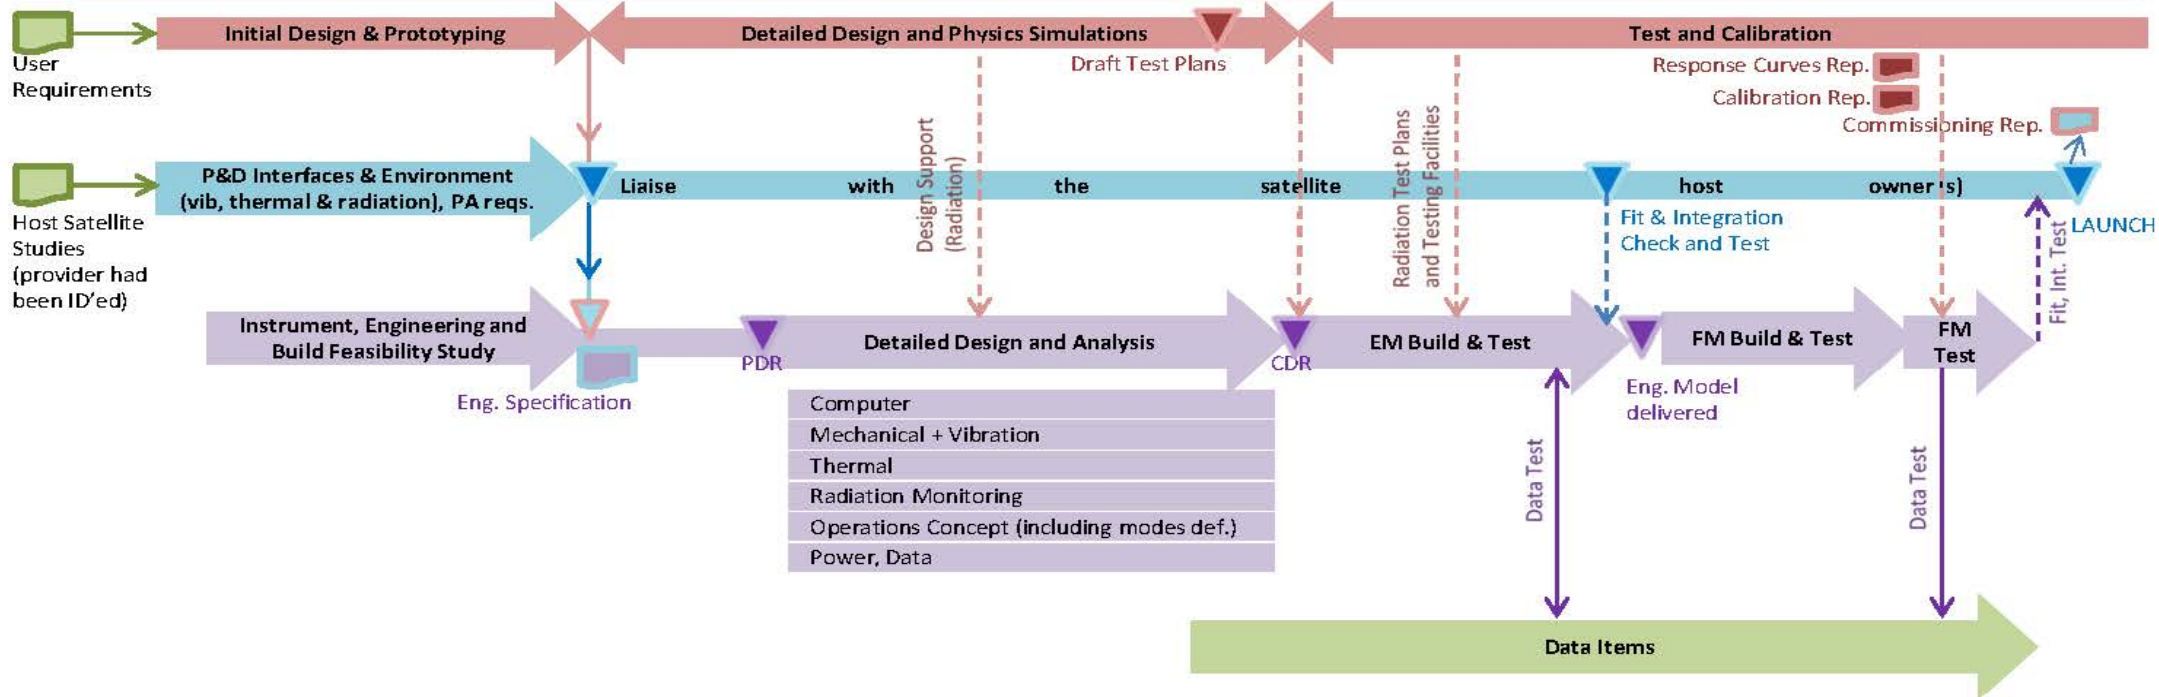 Initial Design & Prototyping
Detailed Design and Physics Simulations
Test and Calibration
User
Requirements
Draft Test Plans
Response Curves Rep.
Calibration Rep.
Commissioning Rep.
P&D Interfaces & Environment
(vib, thermal & radiation), PA reqs.
Liaise with the satellite host owner(s)
Design Support
(Radiation)
Radiation Test Plans
and Testing Facilities
Host Satellite
Studies
(provider had
been ID'ed)
Fit & Integration
Check and Test
LAUNCH
Fit, Int. Test
Instrument, Engineering and
Build Feasibility Study
Eng. Specification
PDR
Detailed Design and Analysis
CDR
EM Build & Test
Eng. Model
delivered
FM Build & Test
FM
Test
Computer
Mechanical + Vibration
Thermal
Radiation Monitoring
Operations Concept (including modes def.)
Power, Data
Data Test
Data Test
Data Items